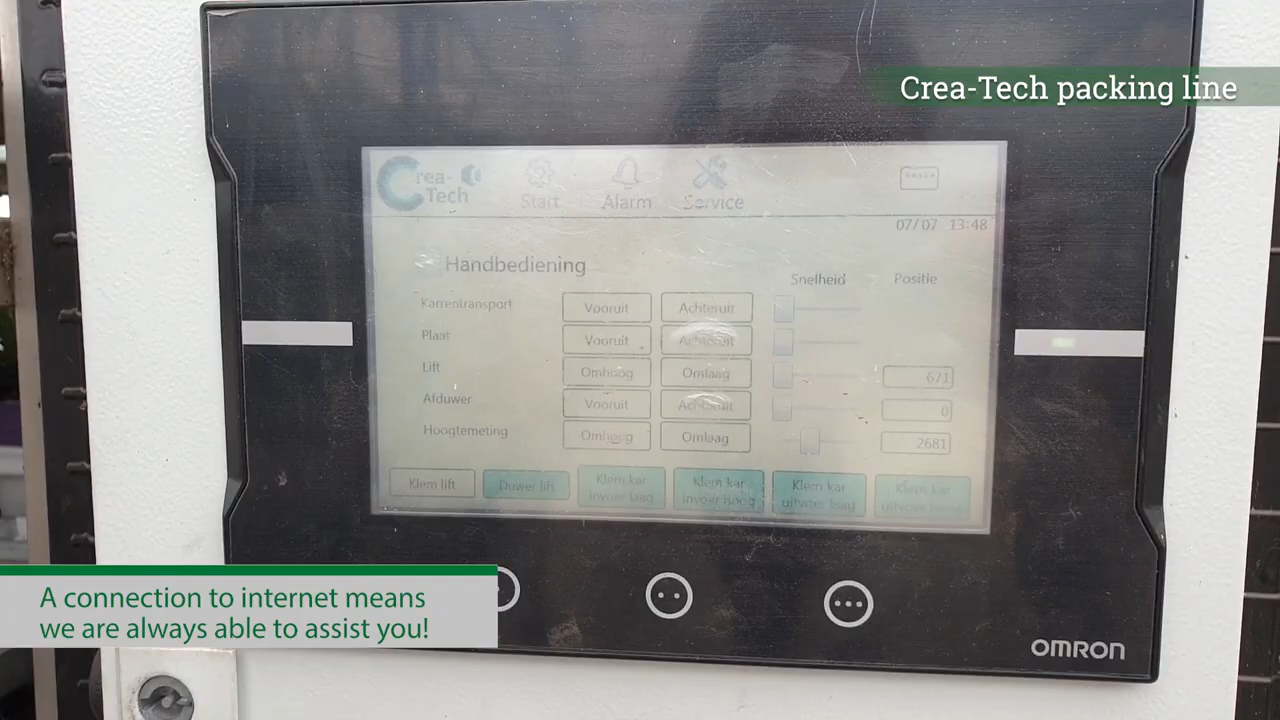 Crea-Tech packing line
Crea-
Tech
Start
Alarm
Service
07/07 13:48
Handbediening
Snelheid
Positie
Karrentransport
Vooruit
Achteruit
Plaat
Vooruit
Achteruit
Lift
Omhoog
Omlaag
671
Afduwer
Vooruit
Achteruit
0
Hoogtemeting
Omhoog
Omlaag
2681
Klem lift
Duwer lift
Klem kar
invoer laag
Klem kar
invoer hoog
Klem kar
uitvoer laag
Klem kar
uitvoer hoog
A connection to internet means
we are always able to assist you!
OMRON